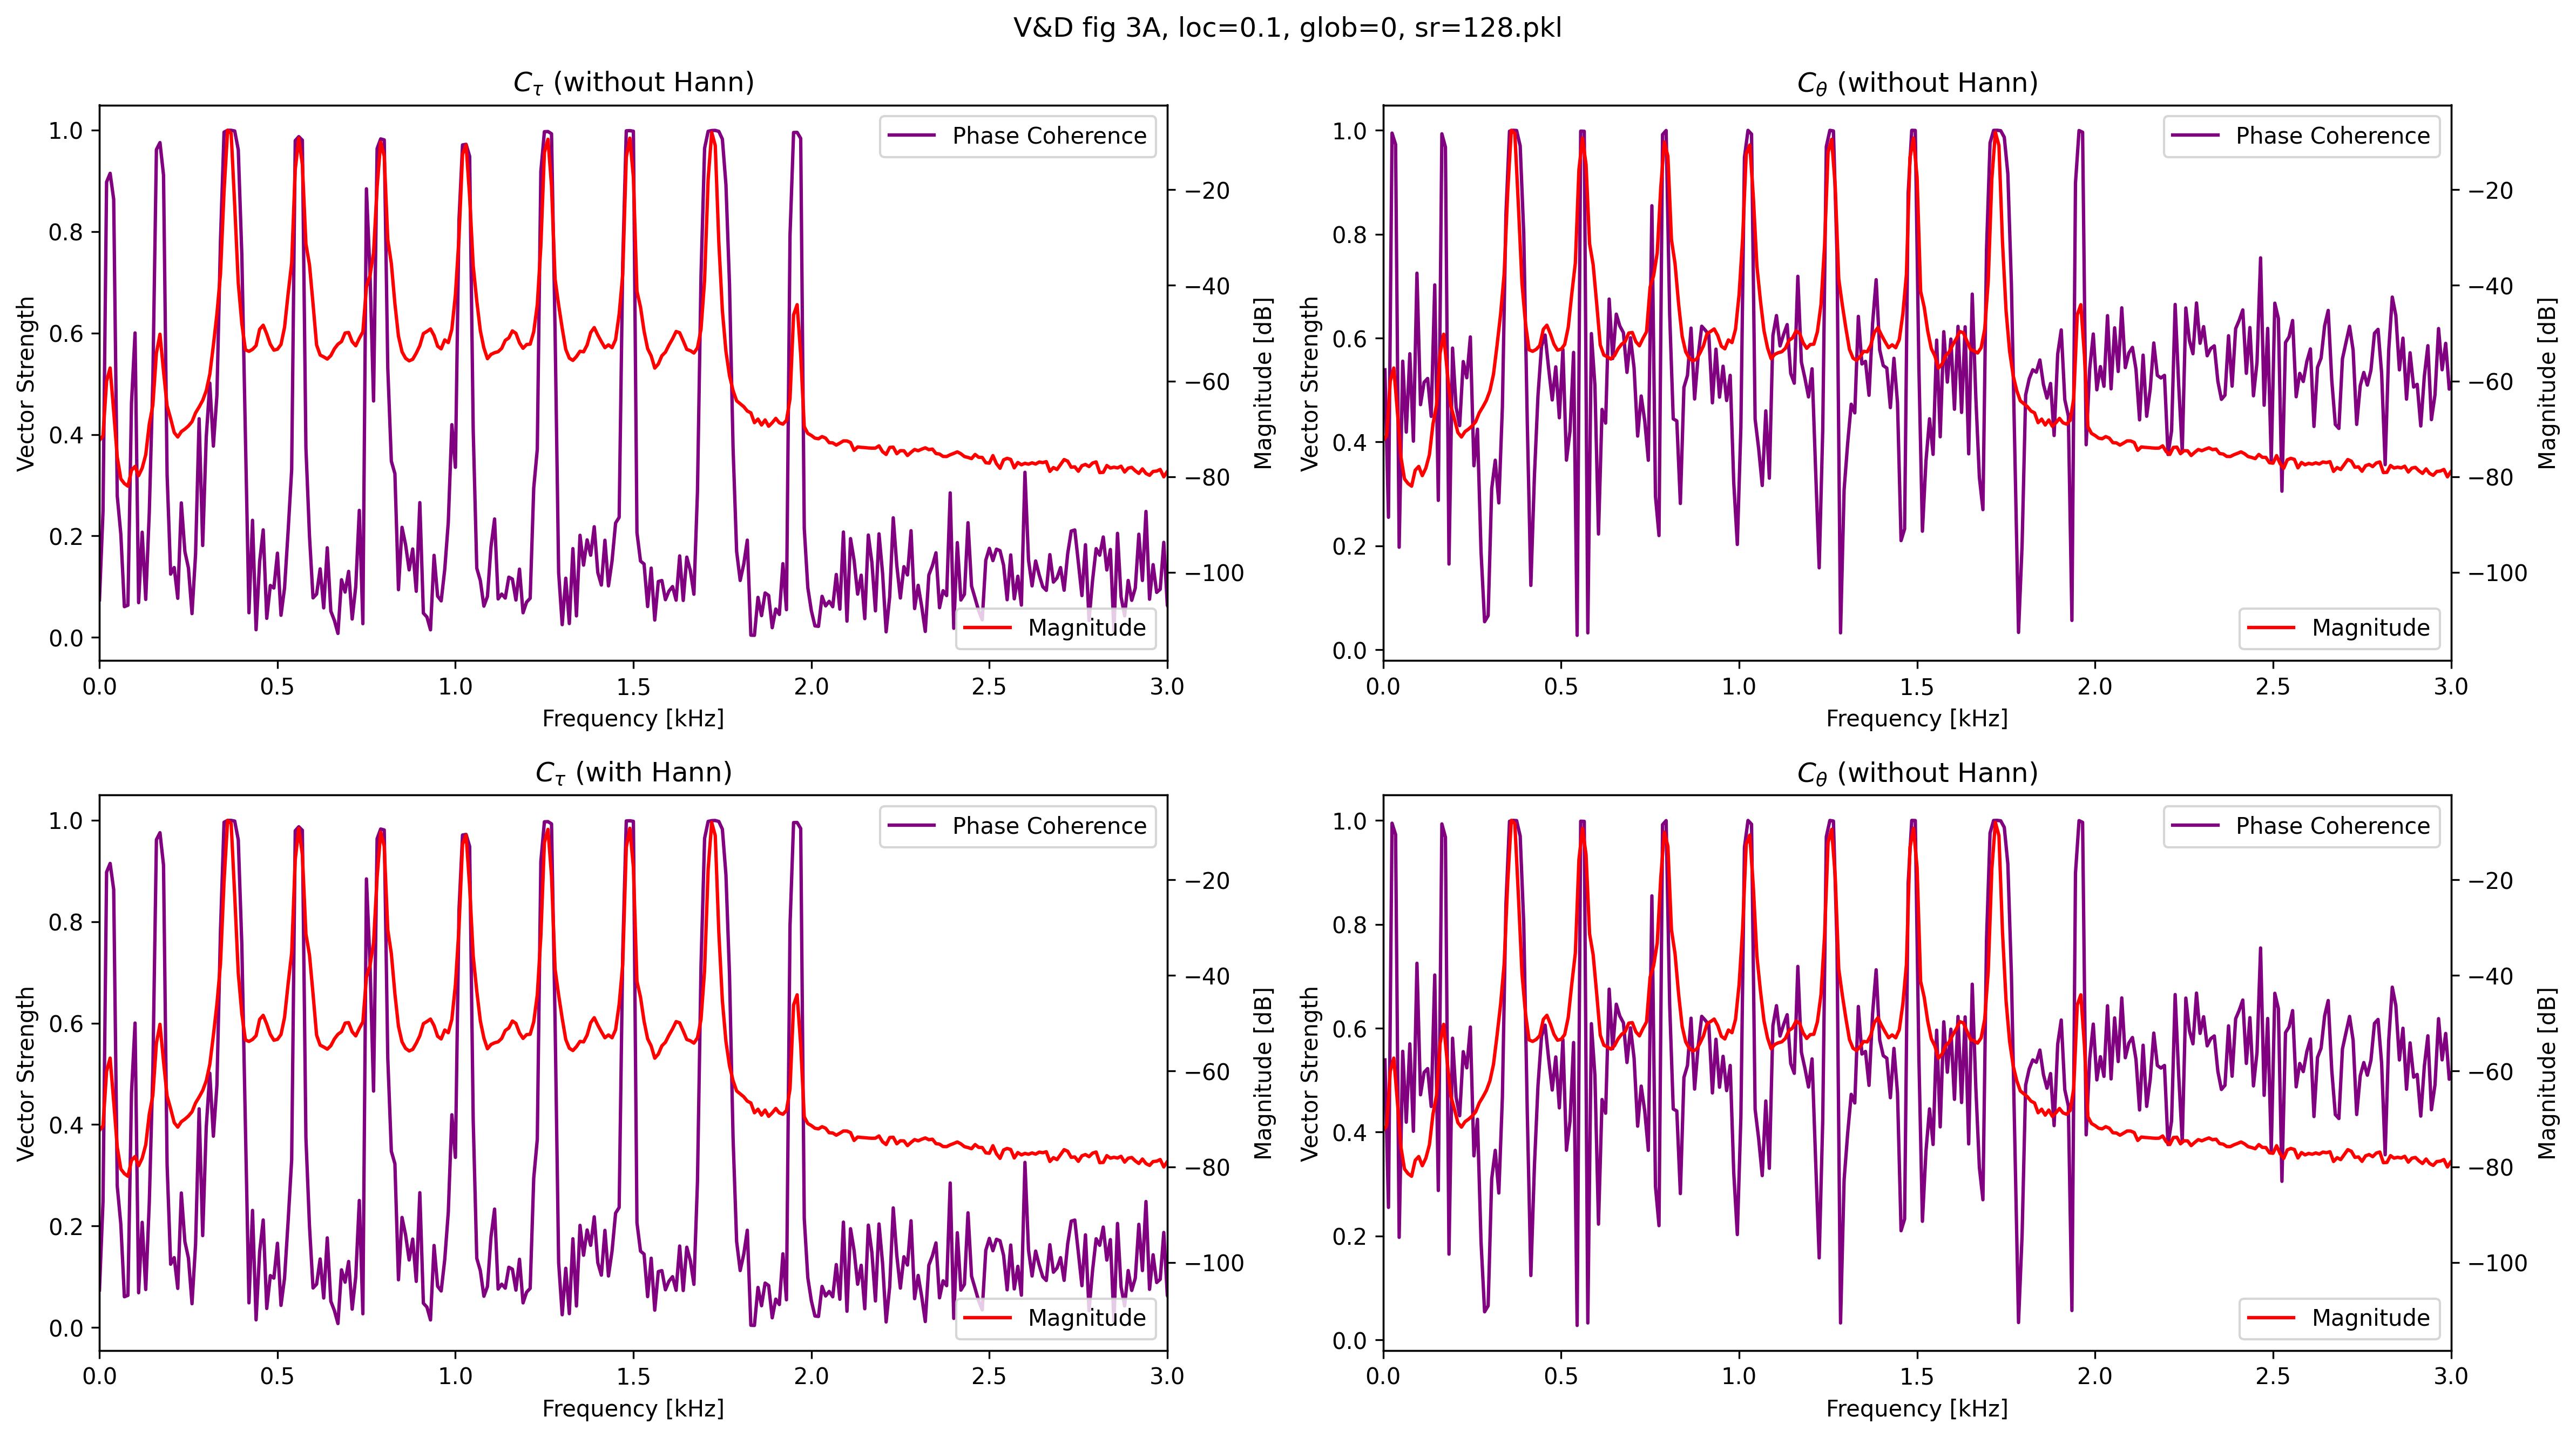 V&D fig 3A, loc=0.1, glob=0, sr=128.pkl
C_τ (without Hann)
1.0
0.8
0.6
0.4
0.2
0.0
Vector Strength
Phase Coherence
Magnitude
−20
−40
−60
−80
−100
Magnitude [dB]
0.0 0.5 1.0 1.5 2.0 2.5 3.0
Frequency [kHz]
C_θ (without Hann)
1.0
0.8
0.6
0.4
0.2
0.0
Vector Strength
Phase Coherence
Magnitude
−20
−40
−60
−80
−100
Magnitude [dB]
0.0 0.5 1.0 1.5 2.0 2.5 3.0
Frequency [kHz]
C_τ (with Hann)
1.0
0.8
0.6
0.4
0.2
0.0
Vector Strength
Phase Coherence
Magnitude
−20
−40
−60
−80
−100
Magnitude [dB]
0.0 0.5 1.0 1.5 2.0 2.5 3.0
Frequency [kHz]
C_θ (without Hann)
1.0
0.8
0.6
0.4
0.2
0.0
Vector Strength
Phase Coherence
Magnitude
−20
−40
−60
−80
−100
Magnitude [dB]
0.0 0.5 1.0 1.5 2.0 2.5 3.0
Frequency [kHz]